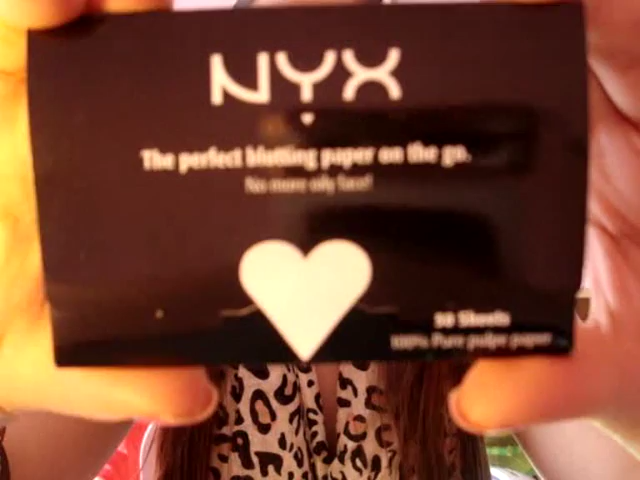 NYX
The perfect blotting paper on the go.
No more oily face!
50 Sheets
100% Pure pulpe paper